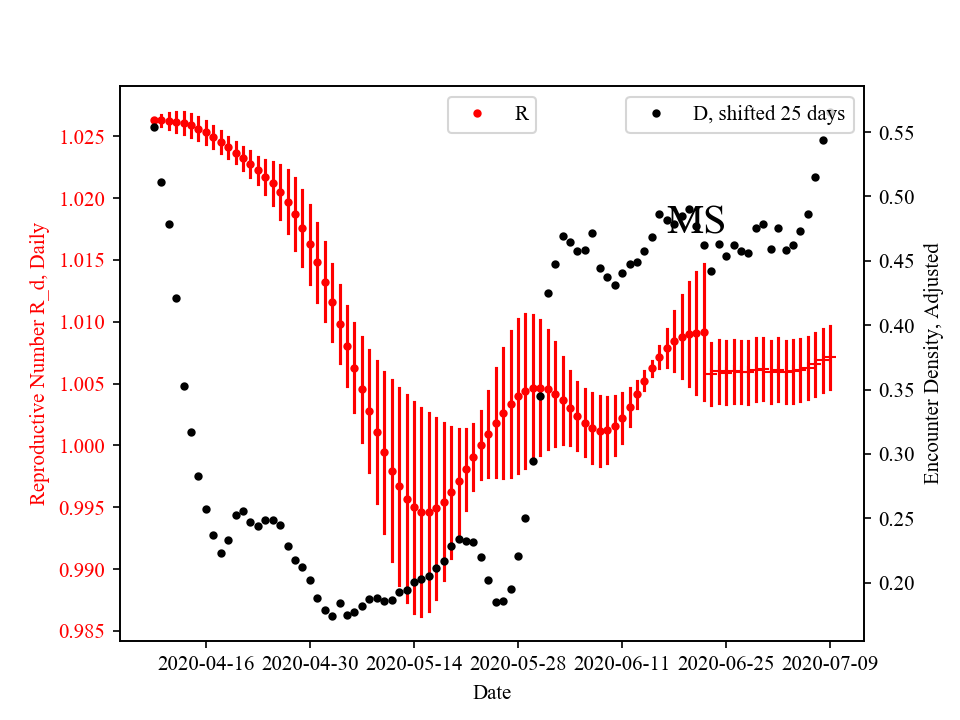 R
D, shifted 25 days
MS
Reproductive Number R_d, Daily
1.025
1.020
1.015
1.010
1.005
1.000
0.995
0.990
0.985
0.55
0.50
0.45
0.40
0.35
0.30
0.25
0.20
Encounter Density, Adjusted
2020-04-16 2020-04-30 2020-05-14 2020-05-28 2020-06-11 2020-06-25 2020-07-09
Date